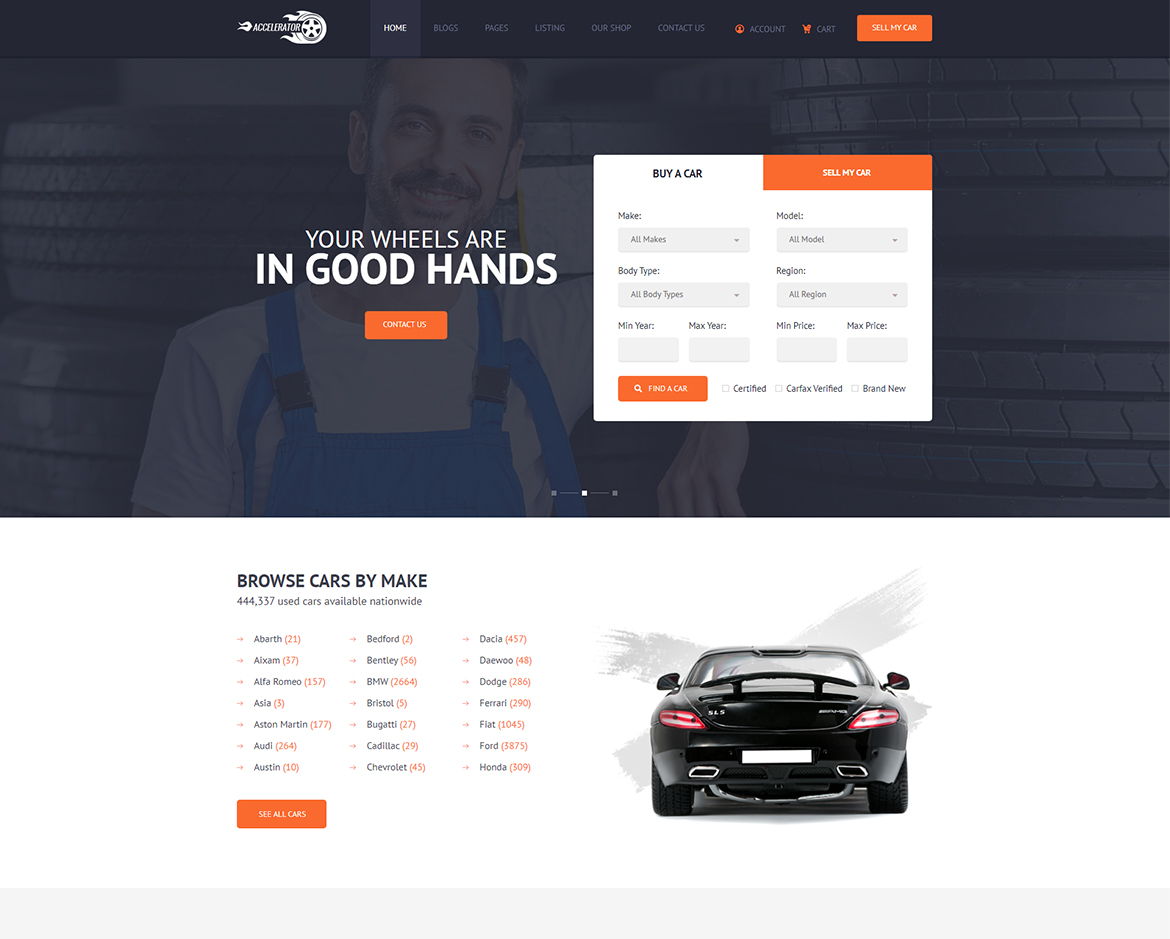 ACCELERATOR
HOME BLOGS PAGES LISTING OUR SHOP CONTACT US ACCOUNT CART SELL MY CAR
YOUR WHEELS ARE
IN GOOD HANDS
CONTACT US
BUY A CAR SELL MY CAR
Make: Model:
All Makes All Model
Body Type: Region:
All Body Types All Region
Min Year: Max Year: Min Price: Max Price:
FIND A CAR Certified Carfax Verified Brand New
BROWSE CARS BY MAKE
444,337 used cars available nationwide
Abarth (21) Bedford (2) Dacia (457)
Aixam (37) Bentley (56) Daewoo (48)
Alfa Romeo (157) BMW (2664) Dodge (286)
Asia (3) Bristol (5) Ferrari (290)
Aston Martin (177) Bugatti (27) Fiat (1045)
Audi (264) Cadillac (29) Ford (3875)
Austin (10) Chevrolet (45) Honda (309)
SEE ALL CARS
SLS AMG